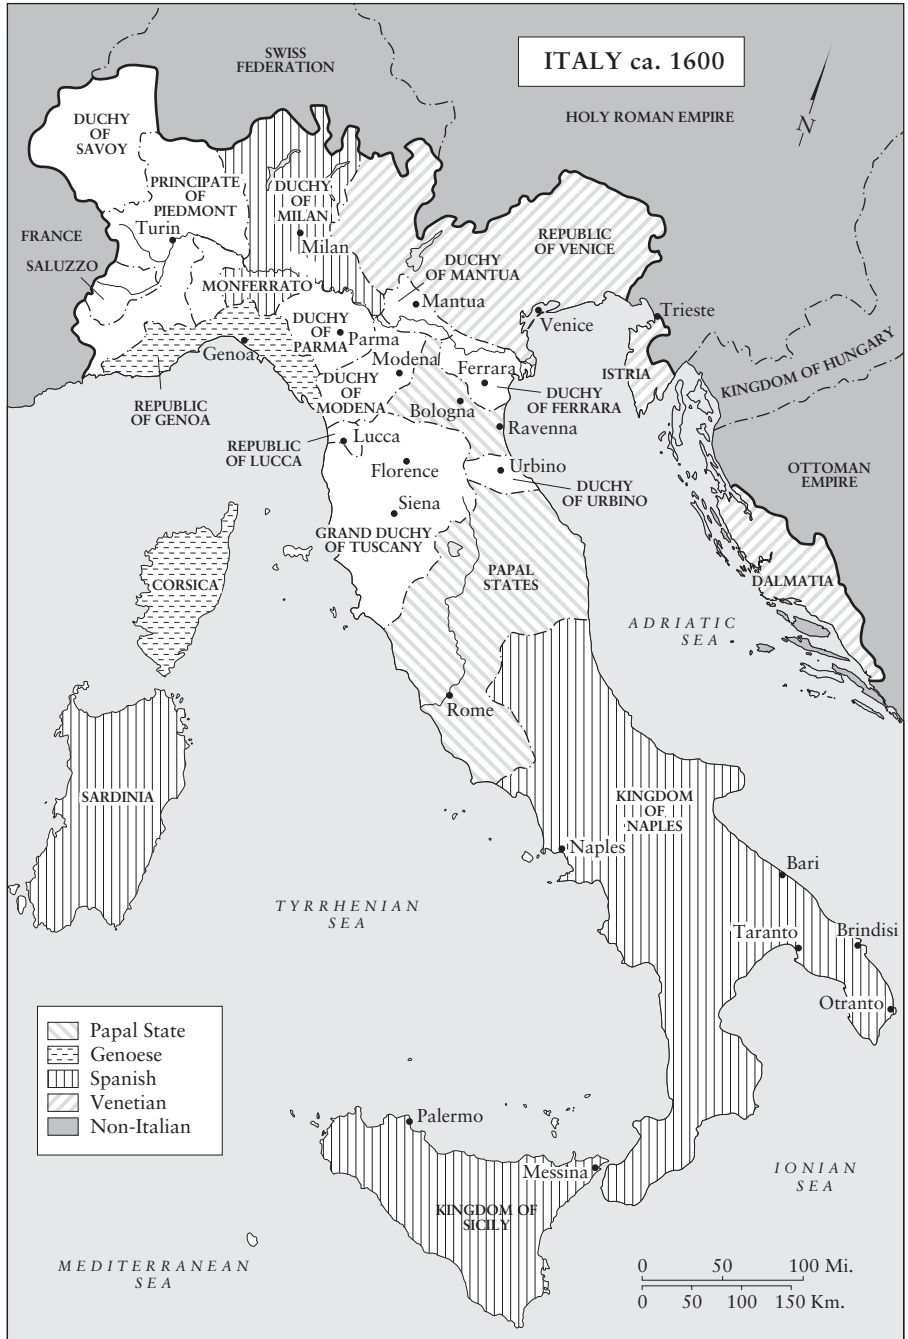 ITALY ca. 1600
SWISS
FEDERATION
HOLY ROMAN EMPIRE
N
DUCHY
OF
SAVOY
PRINCIPATE
OF
PIEDMONT
DUCHY
OF
MILAN
Turin
Milan
FRANCE
SALUZZO
REPUBLIC
OF VENICE
DUCHY
OF MANTUA
MONFERRATO
Mantua
Venice
Trieste
DUCHY
OF
PARMA
Parma
Genoa
Modena
Ferrara
ISTRIA
KINGDOM OF HUNGARY
DUCHY
OF
MODENA
DUCHY
OF FERRARA
REPUBLIC
OF GENOA
Bologna
Ravenna
REPUBLIC
OF LUCCA
Lucca
Florence
Urbino
DUCHY
OF URBINO
OTTOMAN
EMPIRE
Siena
GRAND DUCHY
OF TUSCANY
PAPAL
STATES
CORSICA
DALMATIA
ADRIATIC
SEA
Rome
SARDINIA
KINGDOM
OF
NAPLES
Naples
Bari
TYRRHENIAN
SEA
Taranto
Brindisi
Otranto
Papal State
Genoese
Spanish
Venetian
Non-Italian
Palermo
Messina
KINGDOM OF
SICILY
IONIAN
SEA
MEDITERRANEAN
SEA
0 50 100 Mi.
0 50 100 150 Km.